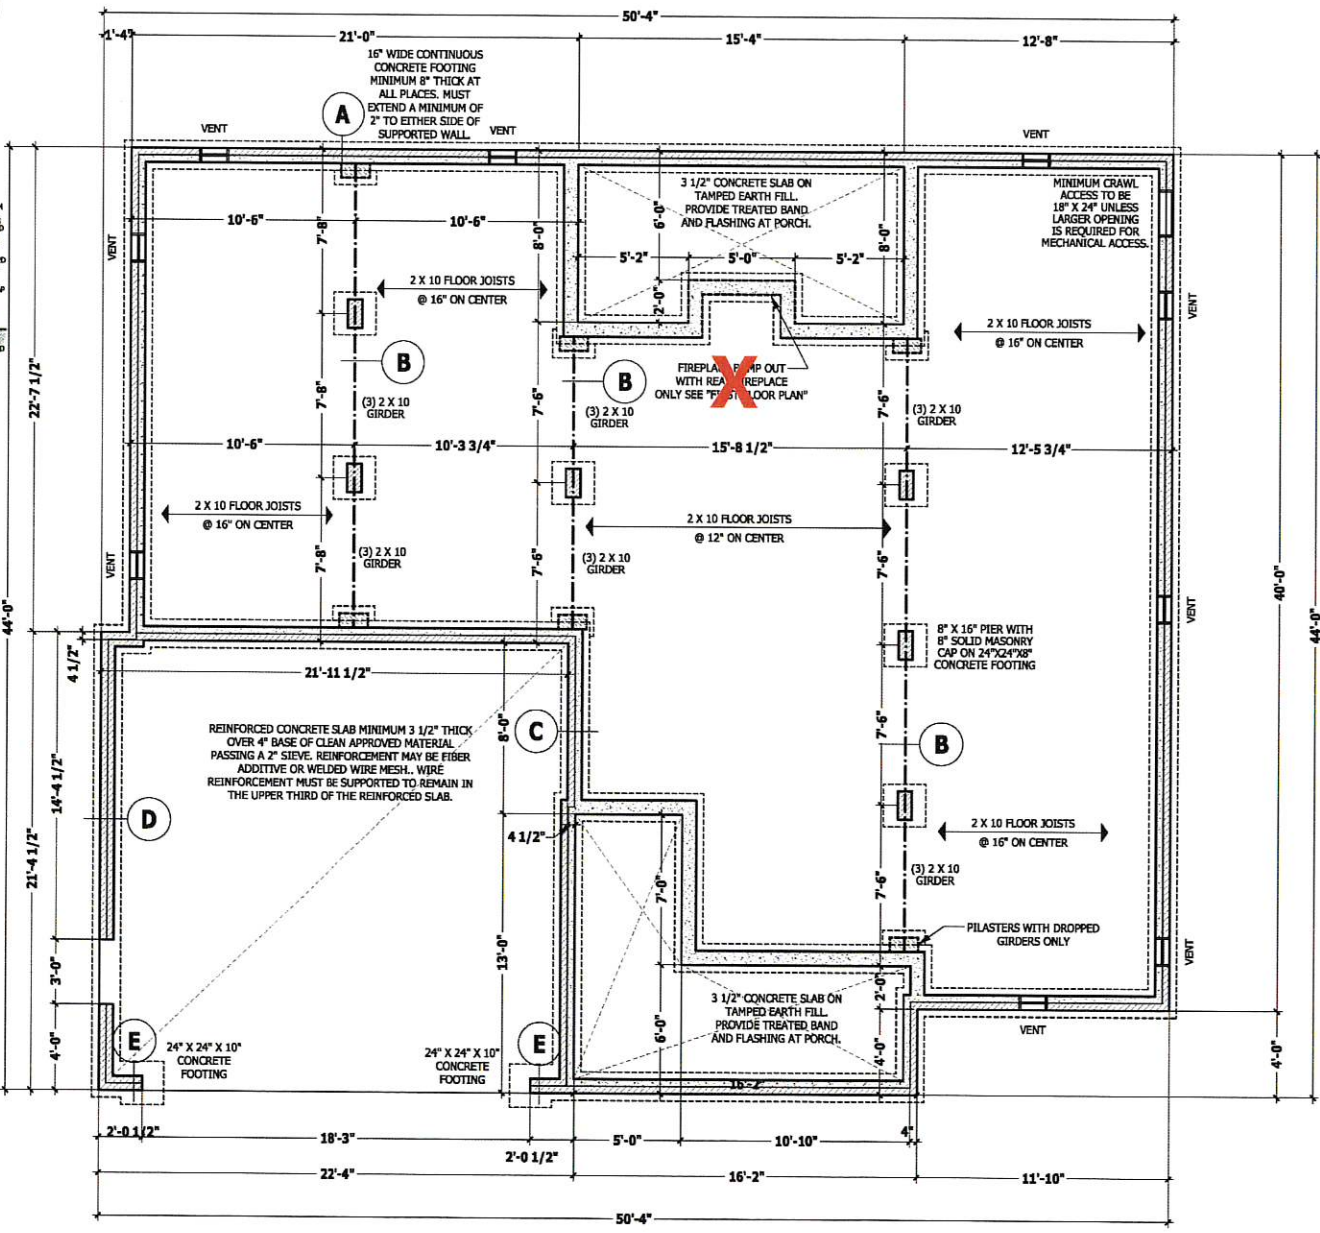 50'-4"
1'-4"
21'-0"
15'-4"
12'-8"
16" WIDE CONTINUOUS
CONCRETE FOOTING
MINIMUM 8" THICK AT
ALL PLACES. MUST
EXTEND A MINIMUM OF
2" TO EITHER SIDE OF
SUPPORTED WALL.
A
VENT
VENT
VENT
3 1/2" CONCRETE SLAB ON
TAMPED EARTH FILL.
PROVIDE TREATED BAND
AND FLASHING AT PORCH.
MINIMUM CRAWL
ACCESS TO BE
18" X 24" UNLESS
LARGER OPENING
IS REQUIRED FOR
MECHANICAL ACCESS.
10'-6"
10'-6"
7'-8"
8'-0"
6'-0"
8'-0"
VENT
5'-2"
5'-0"
5'-2"
2'-0"
2 X 10 FLOOR JOISTS
@ 16" ON CENTER
2 X 10 FLOOR JOISTS
@ 16" ON CENTER
VENT
B
B
FIREPLA
MP OUT
WITH REA
REPLACE
ONLY SEE
LOOR PLAN"
X
22'-7 1/2"
7'-8"
(3) 2 X 10
GIRDER
7'-6"
(3) 2 X 10
GIRDER
7'-6"
(3) 2 X 10
GIRDER
10'-6"
10'-3 3/4"
15'-8 1/2"
12'-5 3/4"
2 X 10 FLOOR JOISTS
@ 16" ON CENTER
2 X 10 FLOOR JOISTS
@ 12" ON CENTER
VENT
7'-8"
(3) 2 X 10
GIRDER
7'-6"
(3) 2 X 10
GIRDER
7'-6"
40'-0"
44'-0"
44'-0"
VENT
8" X 16" PIER WITH
8" SOLID MASONRY
CAP ON 24"X24"X8"
CONCRETE FOOTING
4 1/2"
21'-11 1/2"
REINFORCED CONCRETE SLAB MINIMUM 3 1/2" THICK
OVER 4" BASE OF CLEAN APPROVED MATERIAL
PASSING A 2" SIEVE. REINFORCEMENT MAY BE FIBER
ADDITIVE OR WELDED WIRE MESH.. WIRE
REINFORCEMENT MUST BE SUPPORTED TO REMAIN IN
THE UPPER THIRD OF THE REINFORCED SLAB.
8'-0"
C
7'-6"
B
14'-4 1/2"
D
21'-4 1/2"
4 1/2"
2 X 10 FLOOR JOISTS
@ 16" ON CENTER
7'-0"
7'-6"
(3) 2 X 10
GIRDER
PILASTERS WITH DROPPED
GIRDERS ONLY
VENT
3'-0"
13'-0"
3 1/2" CONCRETE SLAB ON
TAMPED EARTH FILL.
PROVIDE TREATED BAND
AND FLASHING AT PORCH.
2'-0"
VENT
4'-0"
E
24" X 24" X 10"
CONCRETE
FOOTING
24" X 24" X 10"
CONCRETE
FOOTING
E
6'-0"
4'-0"
4'-0"
16'-2"
2'-0 1/2"
18'-3"
2'-0 1/2"
5'-0"
10'-10"
4"
22'-4"
16'-2"
11'-10"
50'-4"